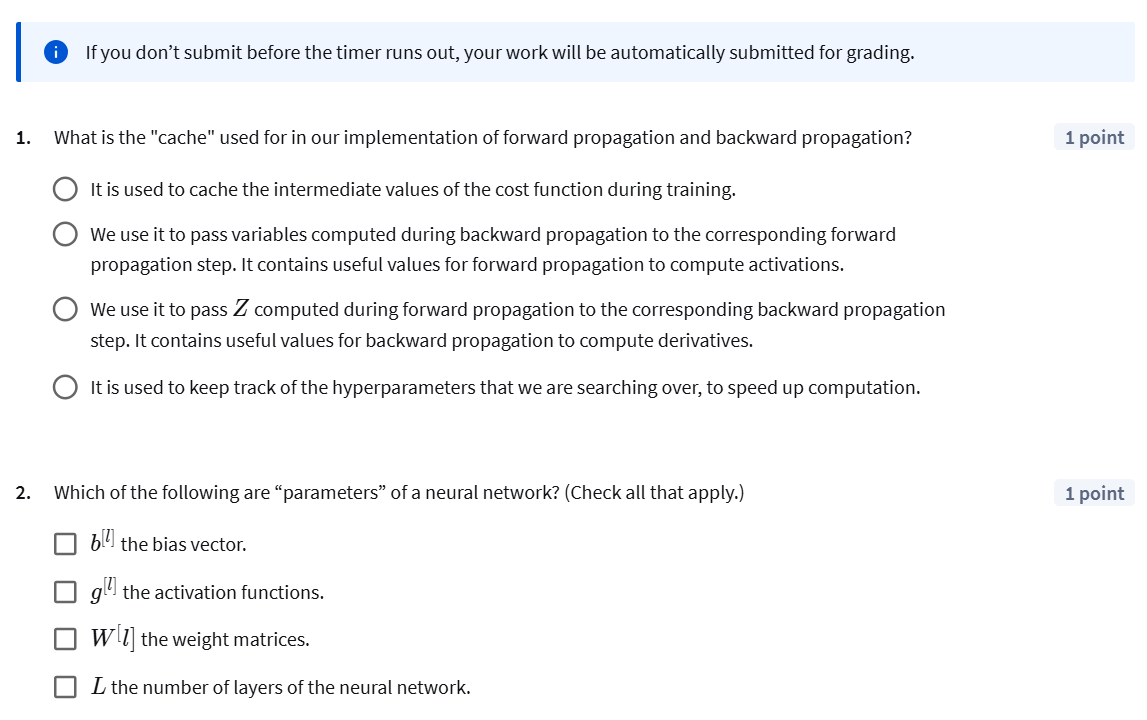 If you don’t submit before the timer runs out, your work will be automatically submitted for grading.
1. What is the "cache" used for in our implementation of forward propagation and backward propagation? 1 point
It is used to cache the intermediate values of the cost function during training.
We use it to pass variables computed during backward propagation to the corresponding forward
propagation step. It contains useful values for forward propagation to compute activations.
We use it to pass Z computed during forward propagation to the corresponding backward propagation
step. It contains useful values for backward propagation to compute derivatives.
It is used to keep track of the hyperparameters that we are searching over, to speed up computation.
2. Which of the following are “parameters” of a neural network? (Check all that apply.) 1 point
b^[l] the bias vector.
g^[l] the activation functions.
W^[l] the weight matrices.
L the number of layers of the neural network.